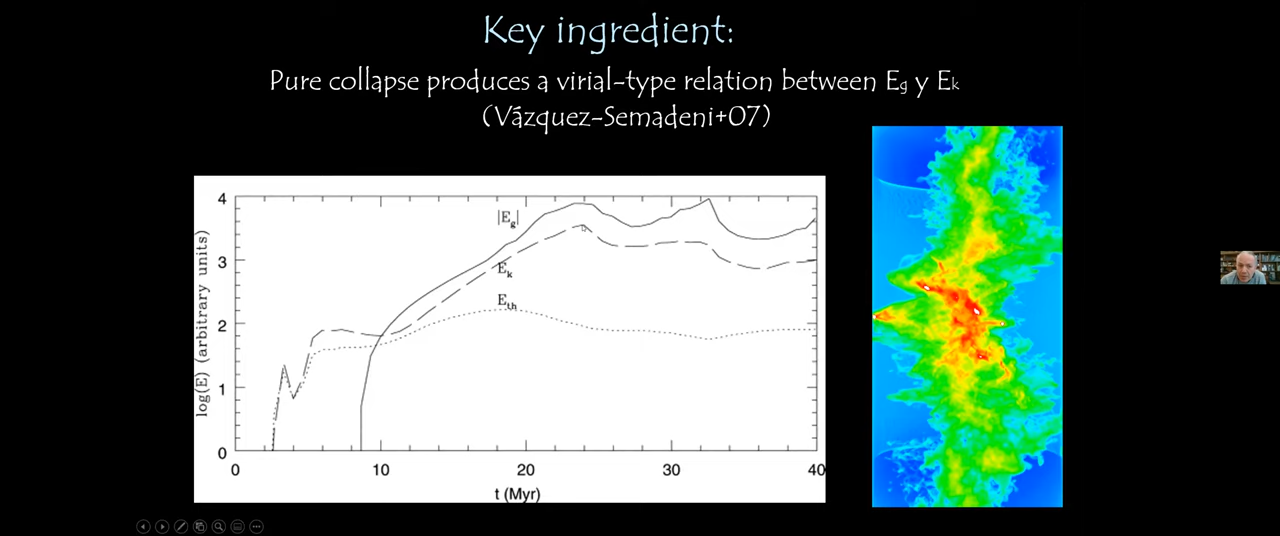 Key ingredient:
Pure collapse produces a virial-type relation between Eg y Ek
(Vázquez-Semadeni+07)
log(E) (arbitrary units)
4
3
2
1
0
|Eg|
Ek
Eth
0 10 20 30 40
t (Myr)